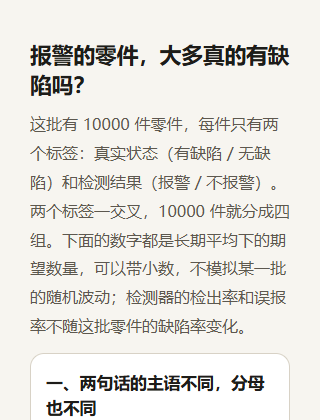 报警的零件，大多真的有缺
陷吗？
这批有 10000 件零件，每件只有两
个标签：真实状态（有缺陷 / 无缺
陷）和检测结果（报警 / 不报警）。
两个标签一交叉，10000 件就分成四
组。下面的数字都是长期平均下的期
望数量，可以带小数，不模拟某一批
的随机波动；检测器的检出率和误报
率不随这批零件的缺陷率变化。
一、两句话的主语不同，分母
也不同